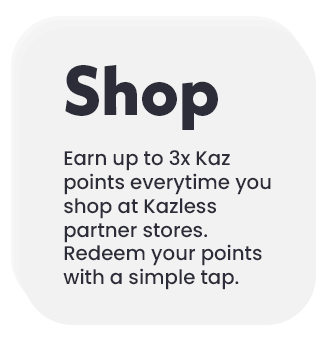 Shop
Earn up to 3x Kaz
points everytime you
shop at Kazless
partner stores.
Redeem your points
with a simple tap.